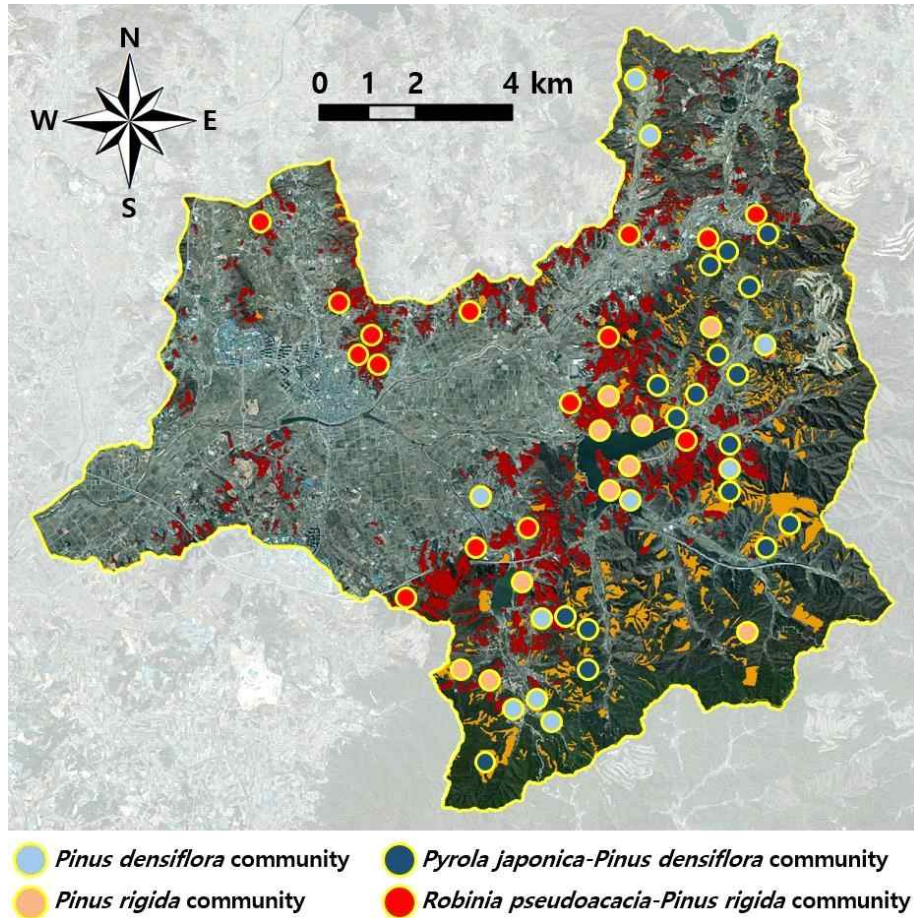 N
0 1 2 4 km
W E
S
Pinus densiflora community
Pyrola japonica-Pinus densiflora community
Pinus rigida community
Robinia pseudoacacia-Pinus rigida community